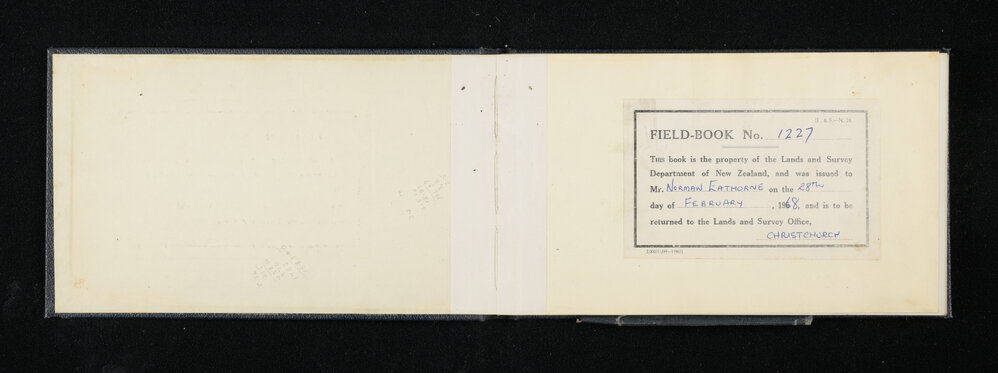 FIELD-BOOK No. 1227
This book is the property of the Lands and Survey
Department of New Zealand, and was issued to
Mr. NORMAN EATHORNE on the 28TH
day of FEBRUARY, 1968, and is to be
returned to the Lands and Survey Office,
CHRISTCHURCH